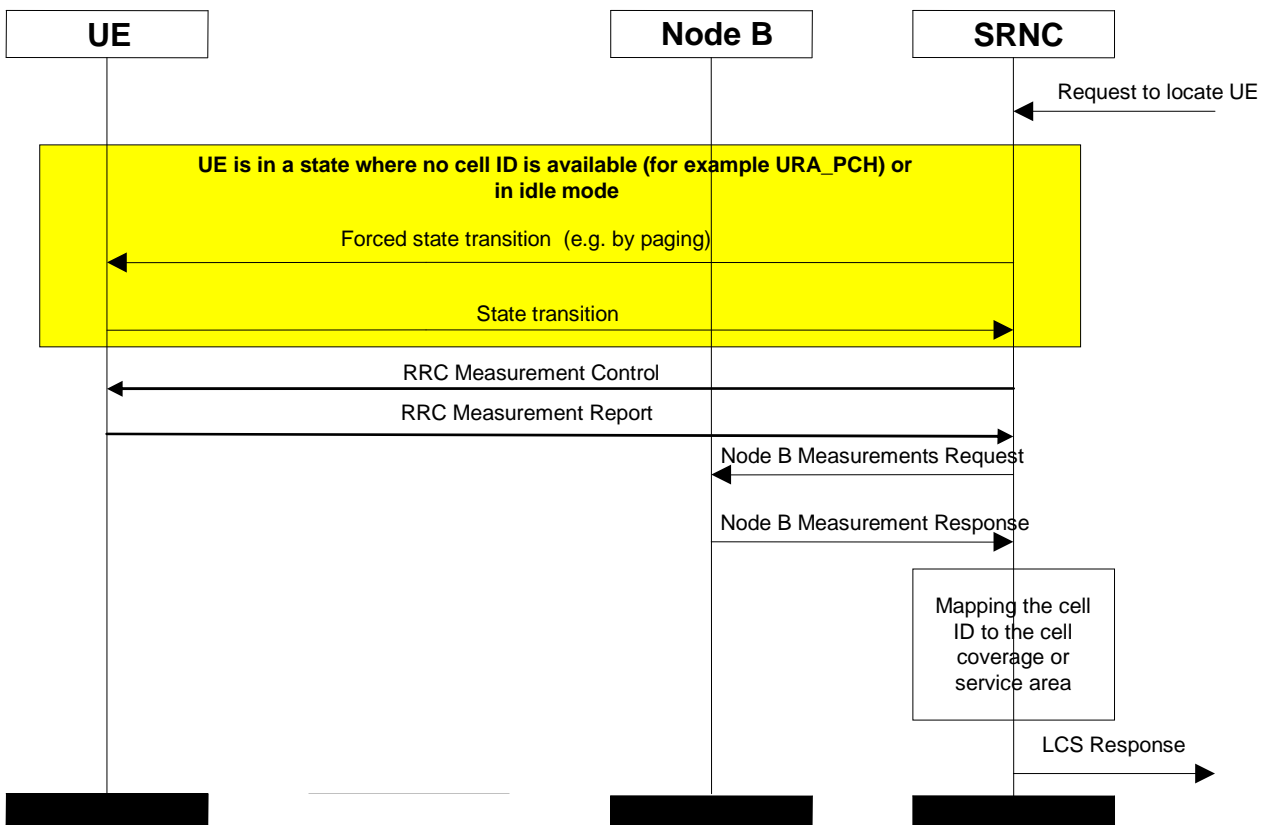 UE
Node B
SRNC
Request to locate UE
UE is in a state where no cell ID is available (for example URA_PCH) or
in idle mode
Forced state transition (e.g. by paging)
State transition
RRC Measurement Control
RRC Measurement Report
Node B Measurements Request
Node B Measurement Response
Mapping the cell
ID to the cell
coverage or
service area
LCS Response